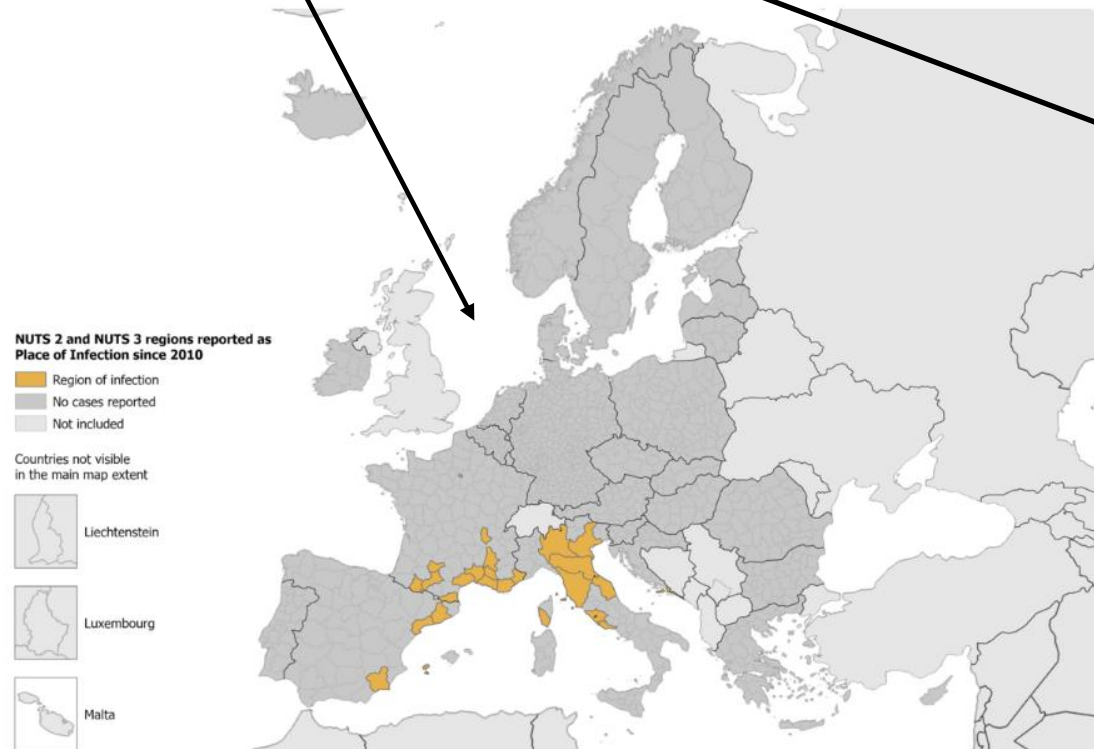 NUTS 2 and NUTS 3 regions reported as
Place of Infection since 2010
Region of infection
No cases reported
Not included
Countries not visible
in the main map extent
Liechtenstein
Luxembourg
Malta